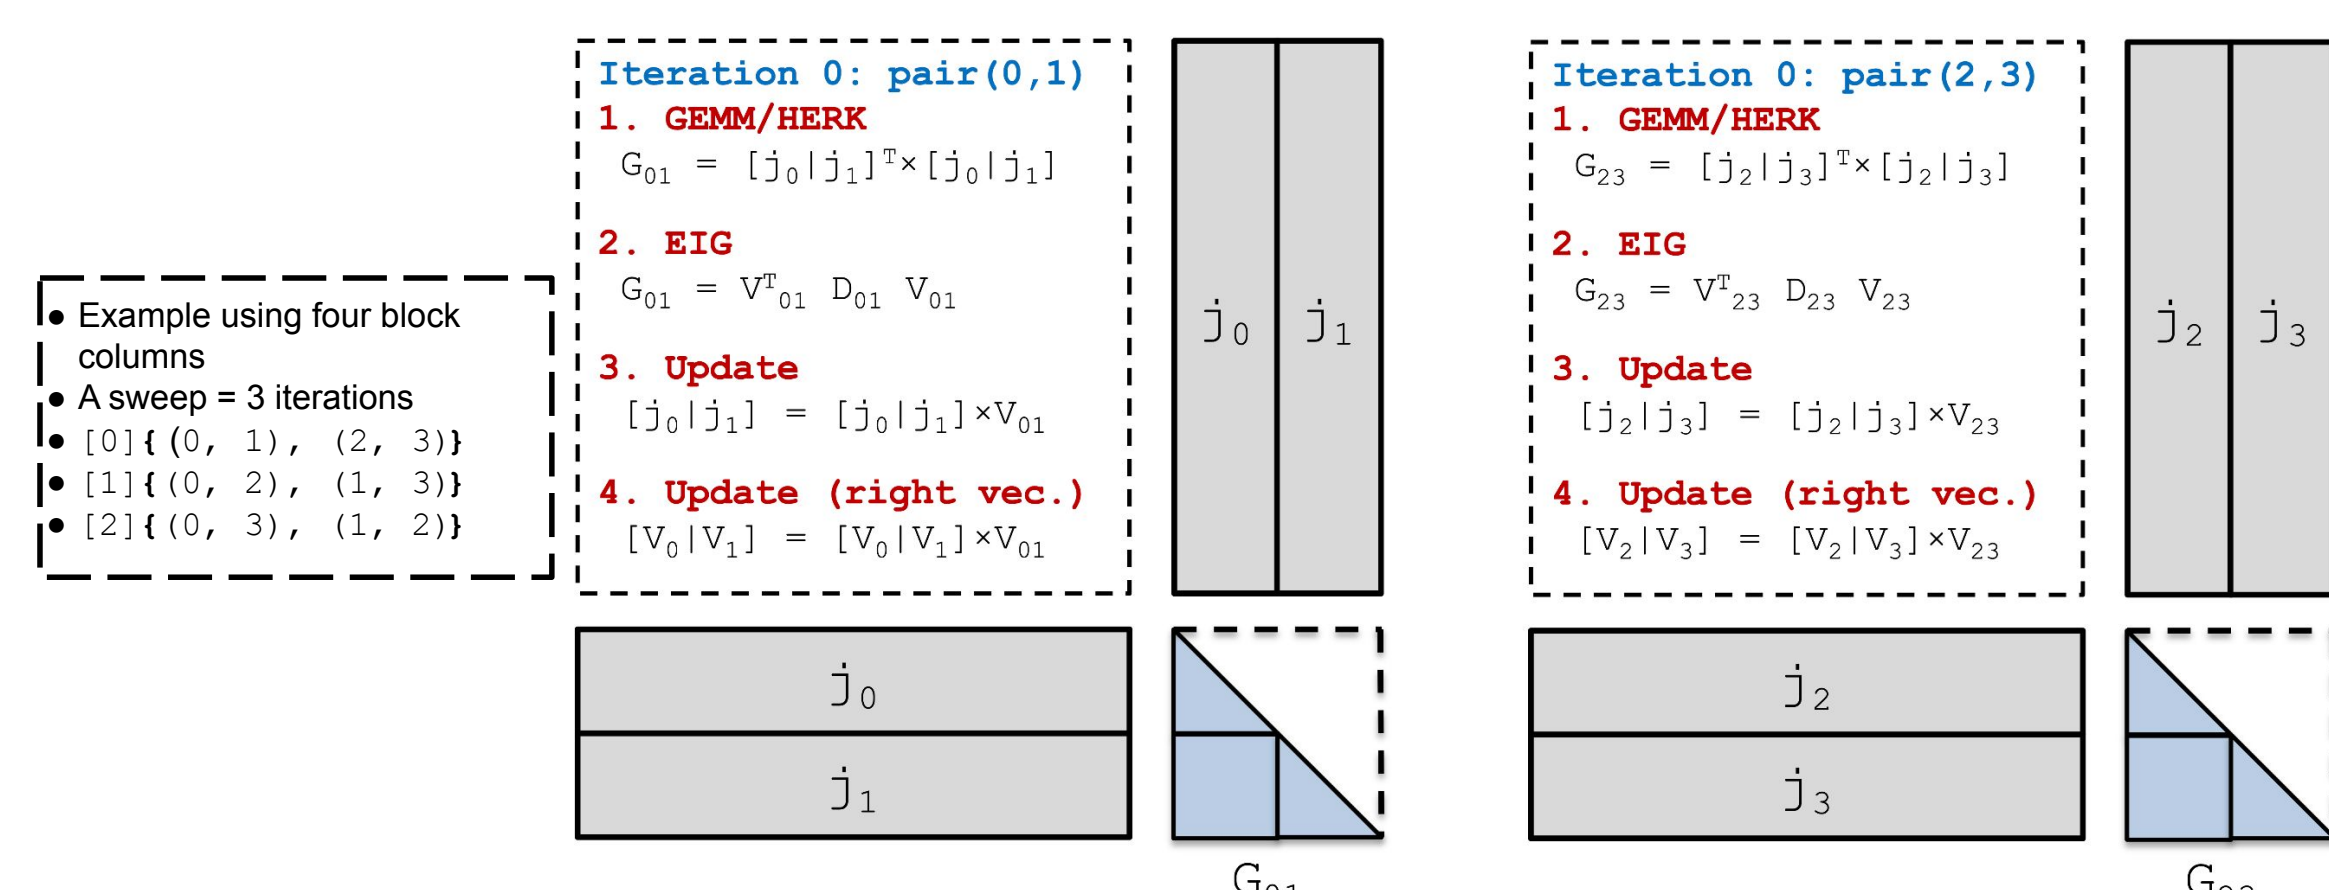 ● Example using four block
columns
● A sweep = 3 iterations
● [0]{(0, 1), (2, 3)}
● [1]{(0, 2), (1, 3)}
● [2]{(0, 3), (1, 2)}
Iteration 0: pair(0,1)
1. GEMM/HERK
G₀₁ = [j₀|j₁]ᵀ×[j₀|j₁]
2. EIG
G₀₁ = Vᵀ₀₁ D₀₁ V₀₁
3. Update
[j₀|j₁] = [j₀|j₁]×V₀₁
4. Update (right vec.)
[V₀|V₁] = [V₀|V₁]×V₀₁
j₀ j₁
j₀
j₁
G₀₁
Iteration 0: pair(2,3)
1. GEMM/HERK
G₂₃ = [j₂|j₃]ᵀ×[j₂|j₃]
2. EIG
G₂₃ = Vᵀ₂₃ D₂₃ V₂₃
3. Update
[j₂|j₃] = [j₂|j₃]×V₂₃
4. Update (right vec.)
[V₂|V₃] = [V₂|V₃]×V₂₃
j₂ j₃
j₂
j₃
G₂₃